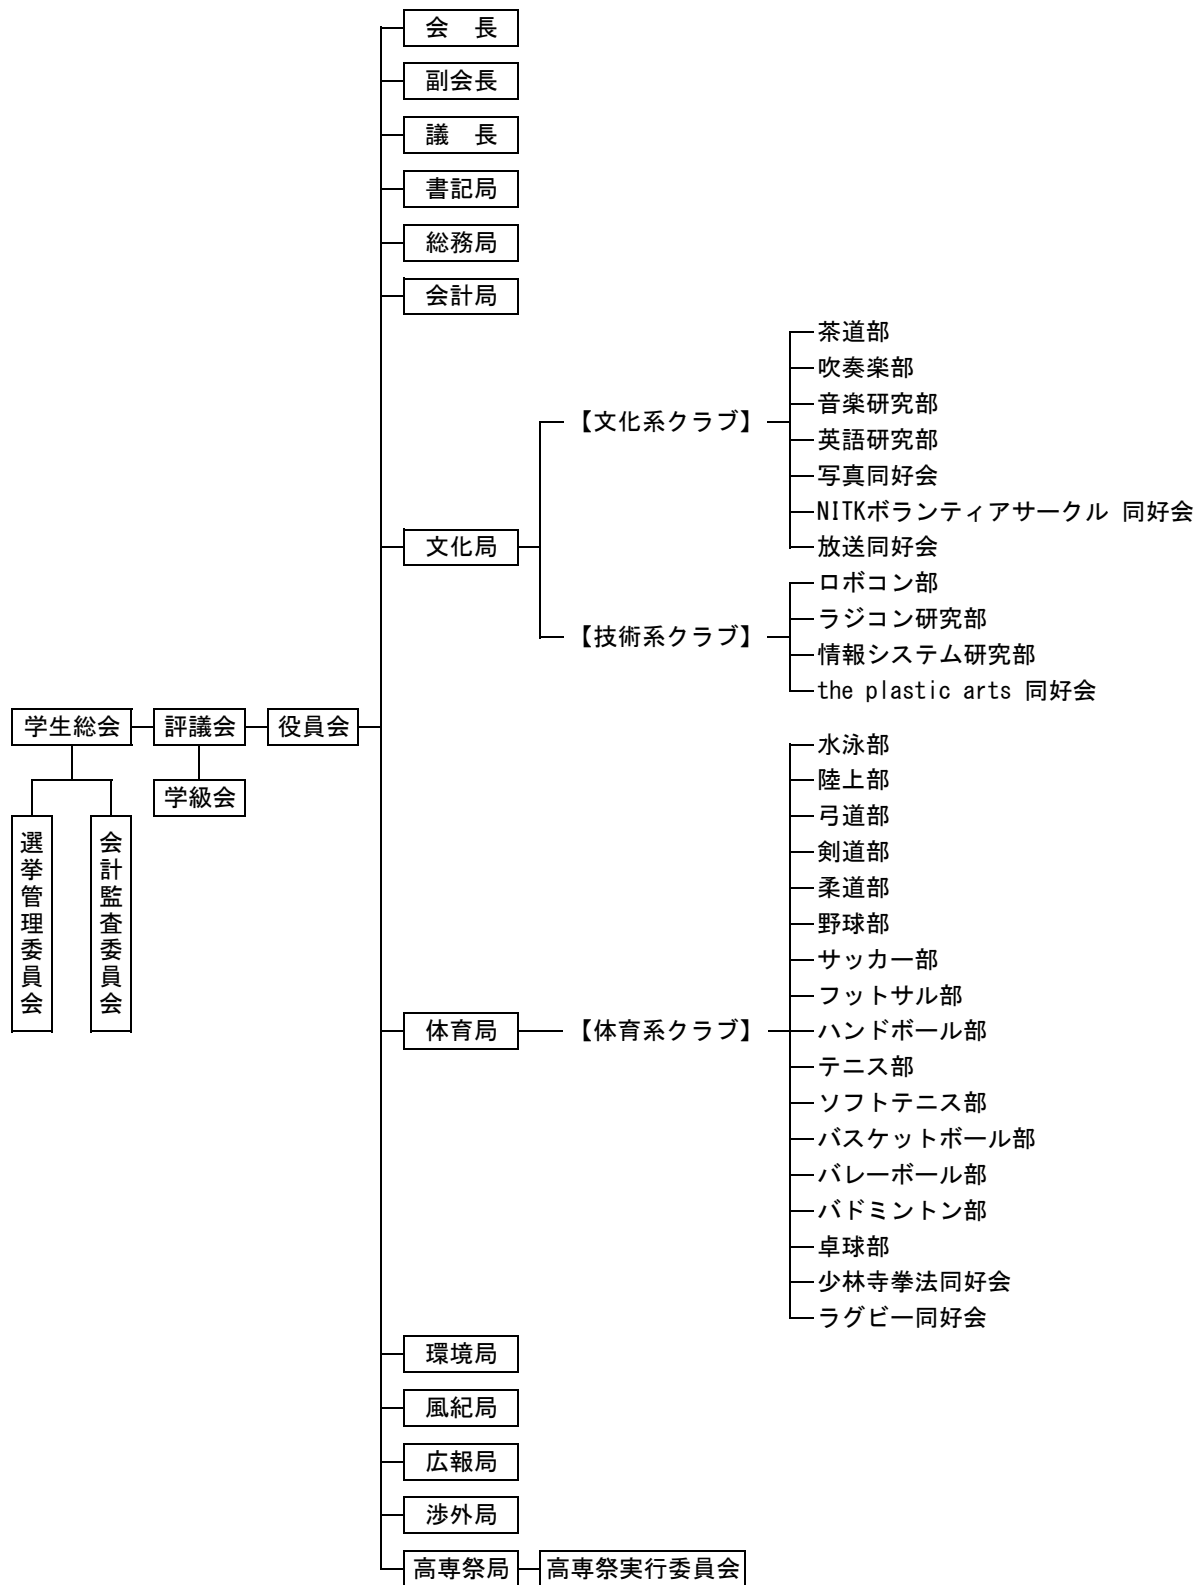 会　長
副会長
議　長
書記局
総務局
会計局
茶道部
吹奏楽部
音楽研究部
【文化系クラブ】
英語研究部
写真同好会
NITKボランティアサークル 同好会
文化局
放送同好会
ロボコン部
ラジコン研究部
【技術系クラブ】
情報システム研究部
the plastic arts 同好会
学生総会
評議会
役員会
学級会
選挙管理委員会
会計監査委員会
水泳部
陸上部
弓道部
剣道部
柔道部
野球部
サッカー部
フットサル部
体育局
【体育系クラブ】
ハンドボール部
テニス部
ソフトテニス部
バスケットボール部
バレーボール部
バドミントン部
卓球部
少林寺拳法同好会
ラグビー同好会
環境局
風紀局
広報局
渉外局
高専祭局
高専祭実行委員会